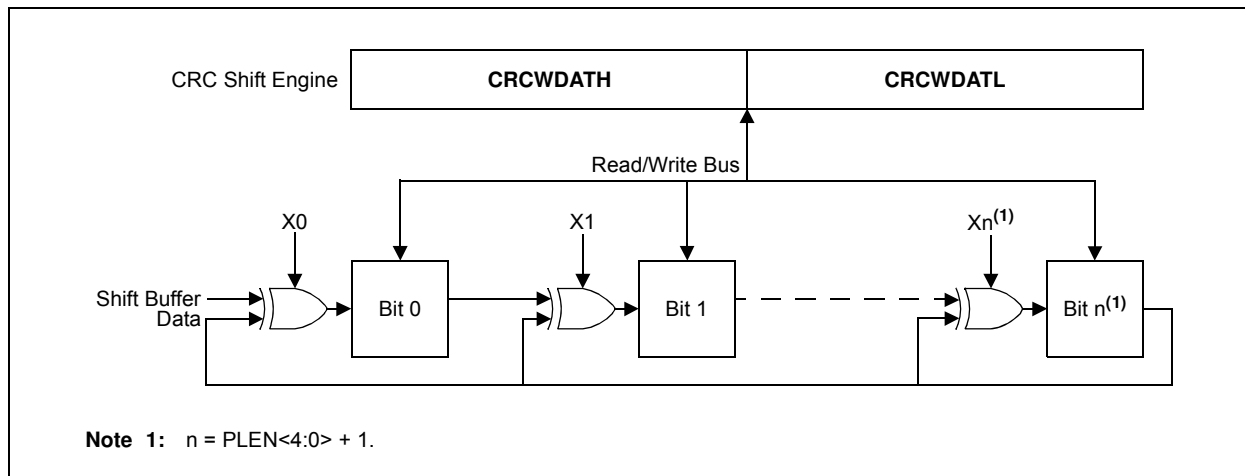 CRC Shift Engine
CRCWDATH
CRCWDATL
Read/Write Bus
X0
X1
Xn(1)
Shift Buffer
Data
Bit 0
Bit 1
Bit n(1)
Note 1: n = PLEN<4:0> + 1.